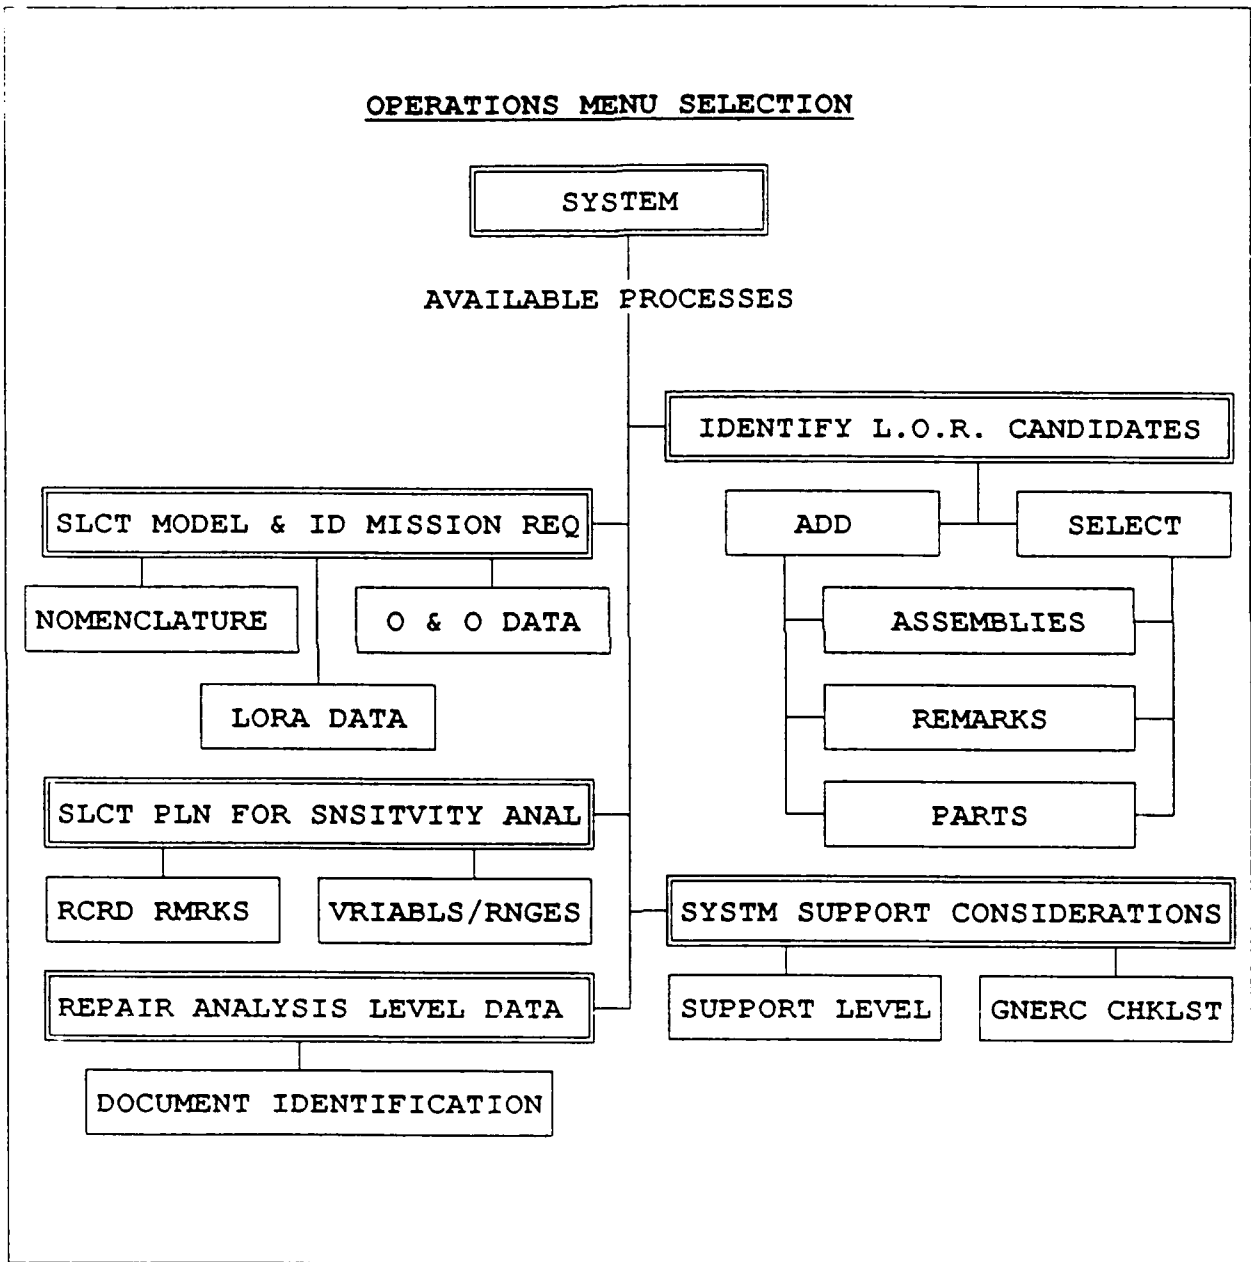 OPERATIONS MENU SELECTION
SYSTEM
AVAILABLE PROCESSES
IDENTIFY L.O.R. CANDIDATES
SLCT MODEL & ID MISSION REQ
ADD
SELECT
NOMENCLATURE
O & O DATA
ASSEMBLIES
LORA DATA
REMARKS
SLCT PLN FOR SNSITVITY ANAL
PARTS
RCRD RMRKS
VRIABLS/RNGES
SYSTM SUPPORT CONSIDERATIONS
REPAIR ANALYSIS LEVEL DATA
SUPPORT LEVEL
GNERC CHKLST
DOCUMENT IDENTIFICATION